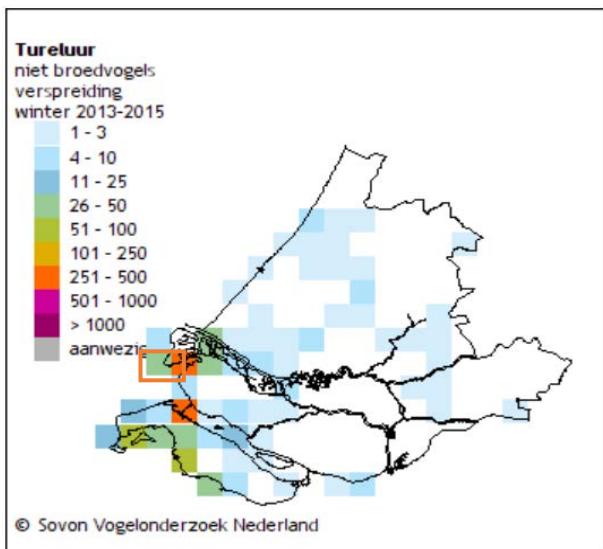 Tureluur
niet broedvogels
verspreiding
winter 2013-2015
1 - 3
4 - 10
11 - 25
26 - 50
51 - 100
101 - 250
251 - 500
501 - 1000
> 1000
aanwezig
© Sovon Vogelonderzoek Nederland